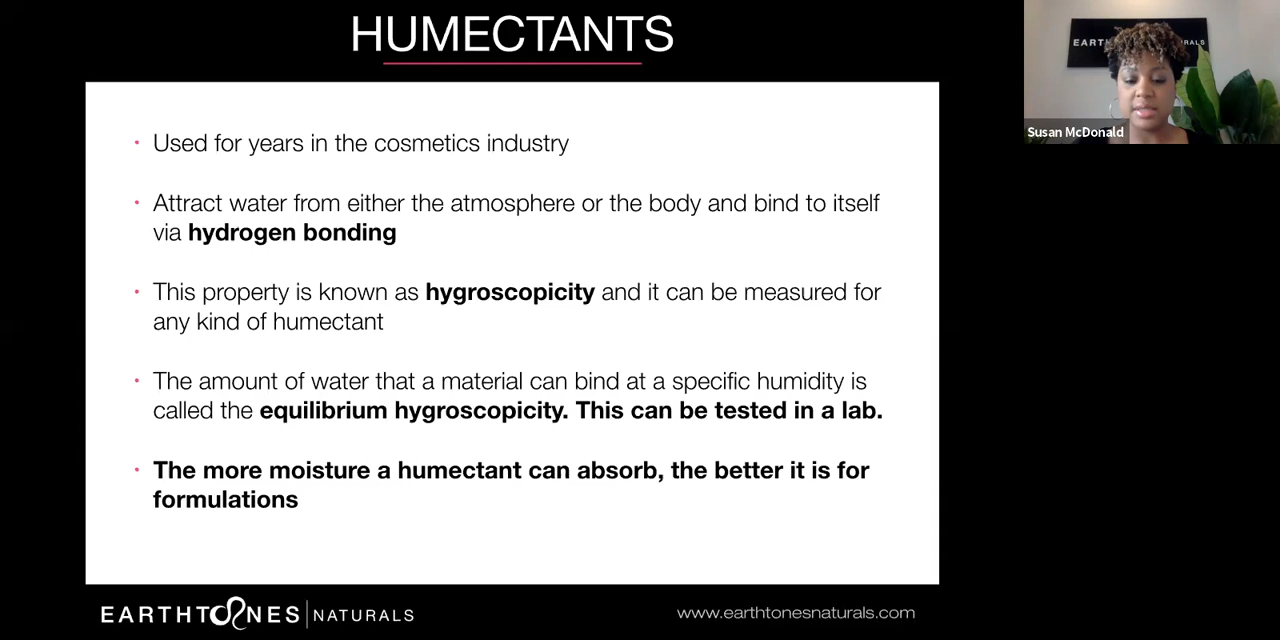 HUMECTANTS
• Used for years in the cosmetics industry
• Attract water from either the atmosphere or the body and bind to itself
via hydrogen bonding
• This property is known as hygroscopicity and it can be measured for
any kind of humectant
• The amount of water that a material can bind at a specific humidity is
called the equilibrium hygroscopicity. This can be tested in a lab.
• The more moisture a humectant can absorb, the better it is for
formulations
EARTHTONES NATURALS
www.earthtonesnaturals.com
EARTH RALS
Susan McDonald